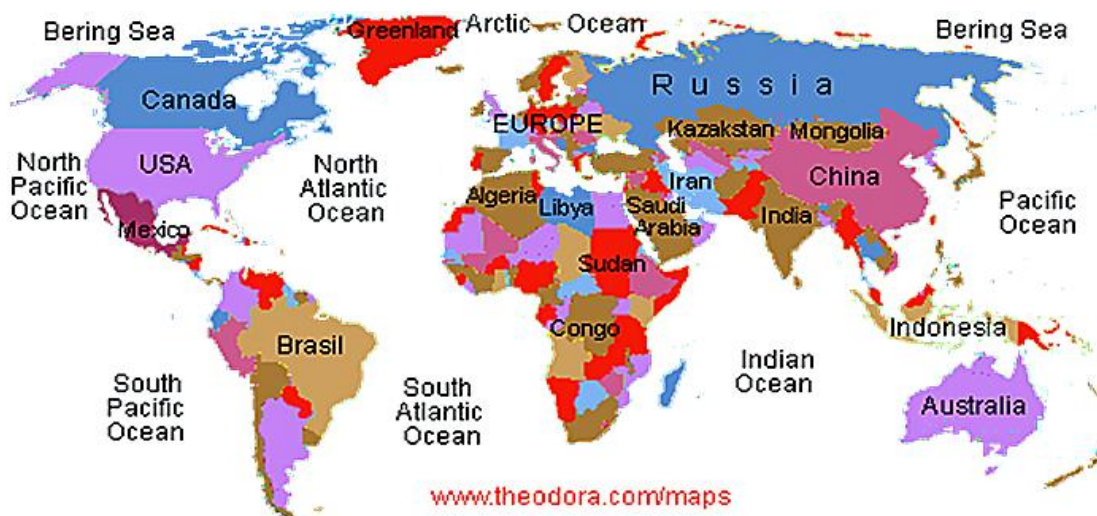 Bering Sea
Greenland
Arctic Ocean
Bering Sea
Canada
Russia
EUROPE
Kazakstan
Mongolia
North
Pacific
Ocean
USA
North
Atlantic
Ocean
Algeria
Libya
Iran
China
Saudi
Arabia
India
Pacific
Ocean
Mexico
Sudan
Brasil
Congo
Indonesia
South
Pacific
Ocean
South
Atlantic
Ocean
Indian
Ocean
Australia
www.theodora.com/maps